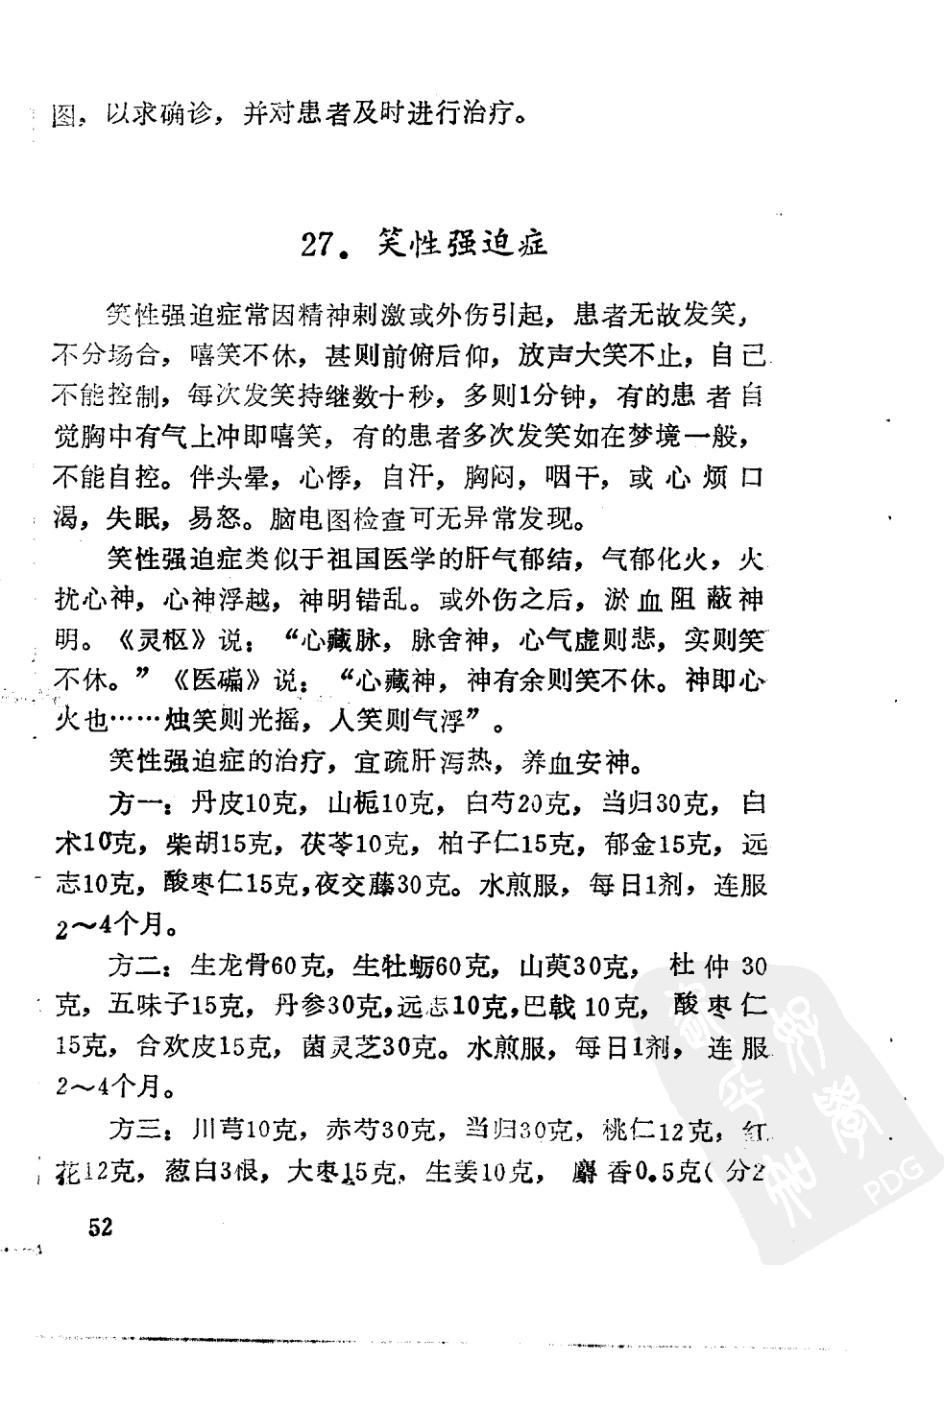 图，以求确诊，并对患者及时进行治疗。
27．笑性强迫症
笑性强迫症常因精神刺激或外伤引起，患者无故发笑，
不分场合，嘻笑不休，甚则前俯后仰，放声大笑不止，自己
不能控制，每次发笑持继数十秒，多则1分钟，有的患者自
觉胸中有气上冲即嘻笑，有的患者多次发笑如在梦境一般，
不能自控。伴头晕，心悸，自汗，胸闷，咽干，或心烦口
渴，失眠，易怒。脑电图检查可无异常发现。
笑性强迫症类似于祖国医学的肝气郁结，气郁化火，火
扰心神，心神浮越，神明错乱。或外伤之后，淤血阻蔽神
明。《灵枢》说：“心藏脉，脉舍神，心气虚则悲，实则笑
不休。”《医碥》说：“心藏神，神有余则笑不休。神即心
火也……烛笑则光摇，人笑则气浮”。
笑性强迫症的治疗，宜疏肝泻热，养血安神。
方一：丹皮10克，山栀10克，白芍20克，当归30克，白
术10克，柴胡15克，茯苓10克，柏子仁15克，郁金15克，远
志10克，酸枣仁15克，夜交藤30克。水煎服，每日1剂，连服
2～4个月。
方二：生龙骨60克，生牡蛎60克，山萸30克，杜仲30
克，五味子15克，丹参30克，远志10克，巴戟10克，酸枣仁
15克，合欢皮15克，菌灵芝30克。水煎服，每日1剂，连服
2～4个月。
方三：川芎10克，赤芍30克，当归30克，桃仁12克，红
花12克，葱白3根，大枣15克，生姜10克，麝香0.5克（分2
52
PDG